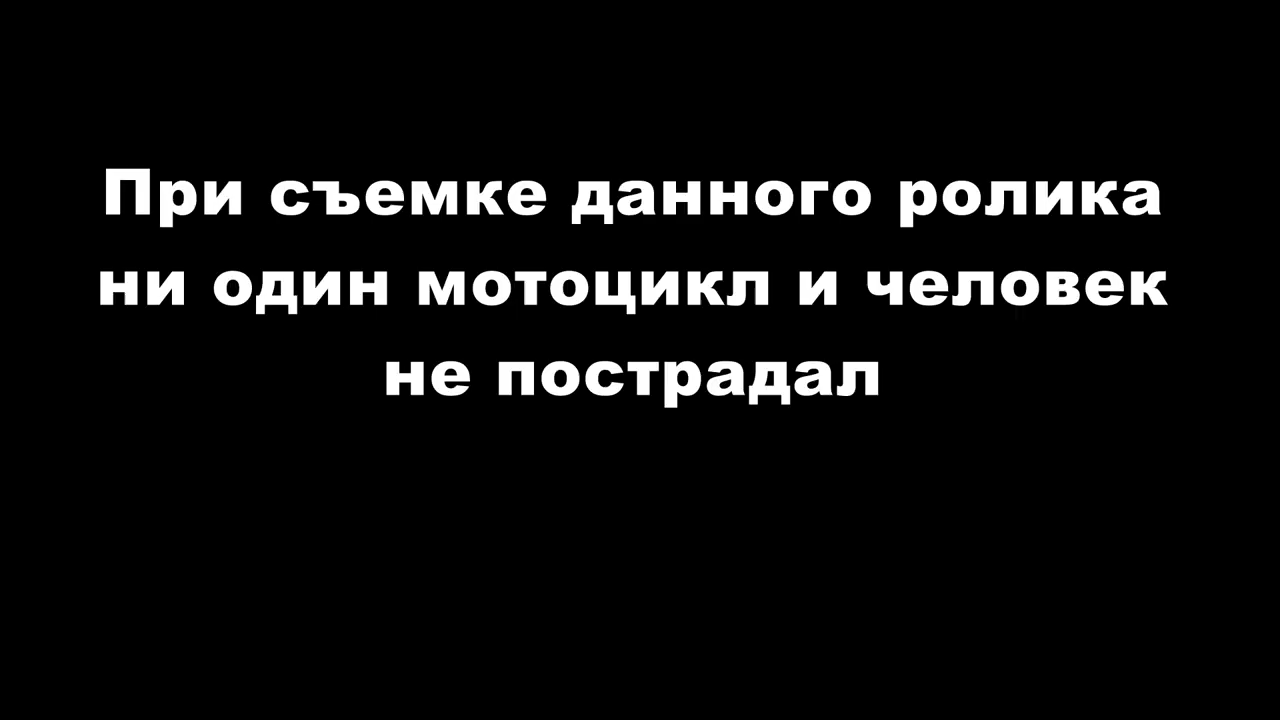 При съемке данного ролика
ни один мотоцикл и человек
не пострадал